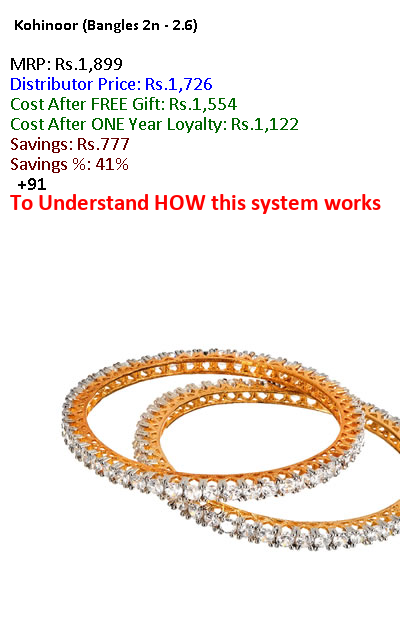 Kohinoor (Bangles 2n - 2.6)
MRP: Rs.1,899
Distributor Price: Rs.1,726
Cost After FREE Gift: Rs.1,554
Cost After ONE Year Loyalty: Rs.1,122
Savings: Rs.777
Savings %: 41%
+91
To Understand HOW this system works